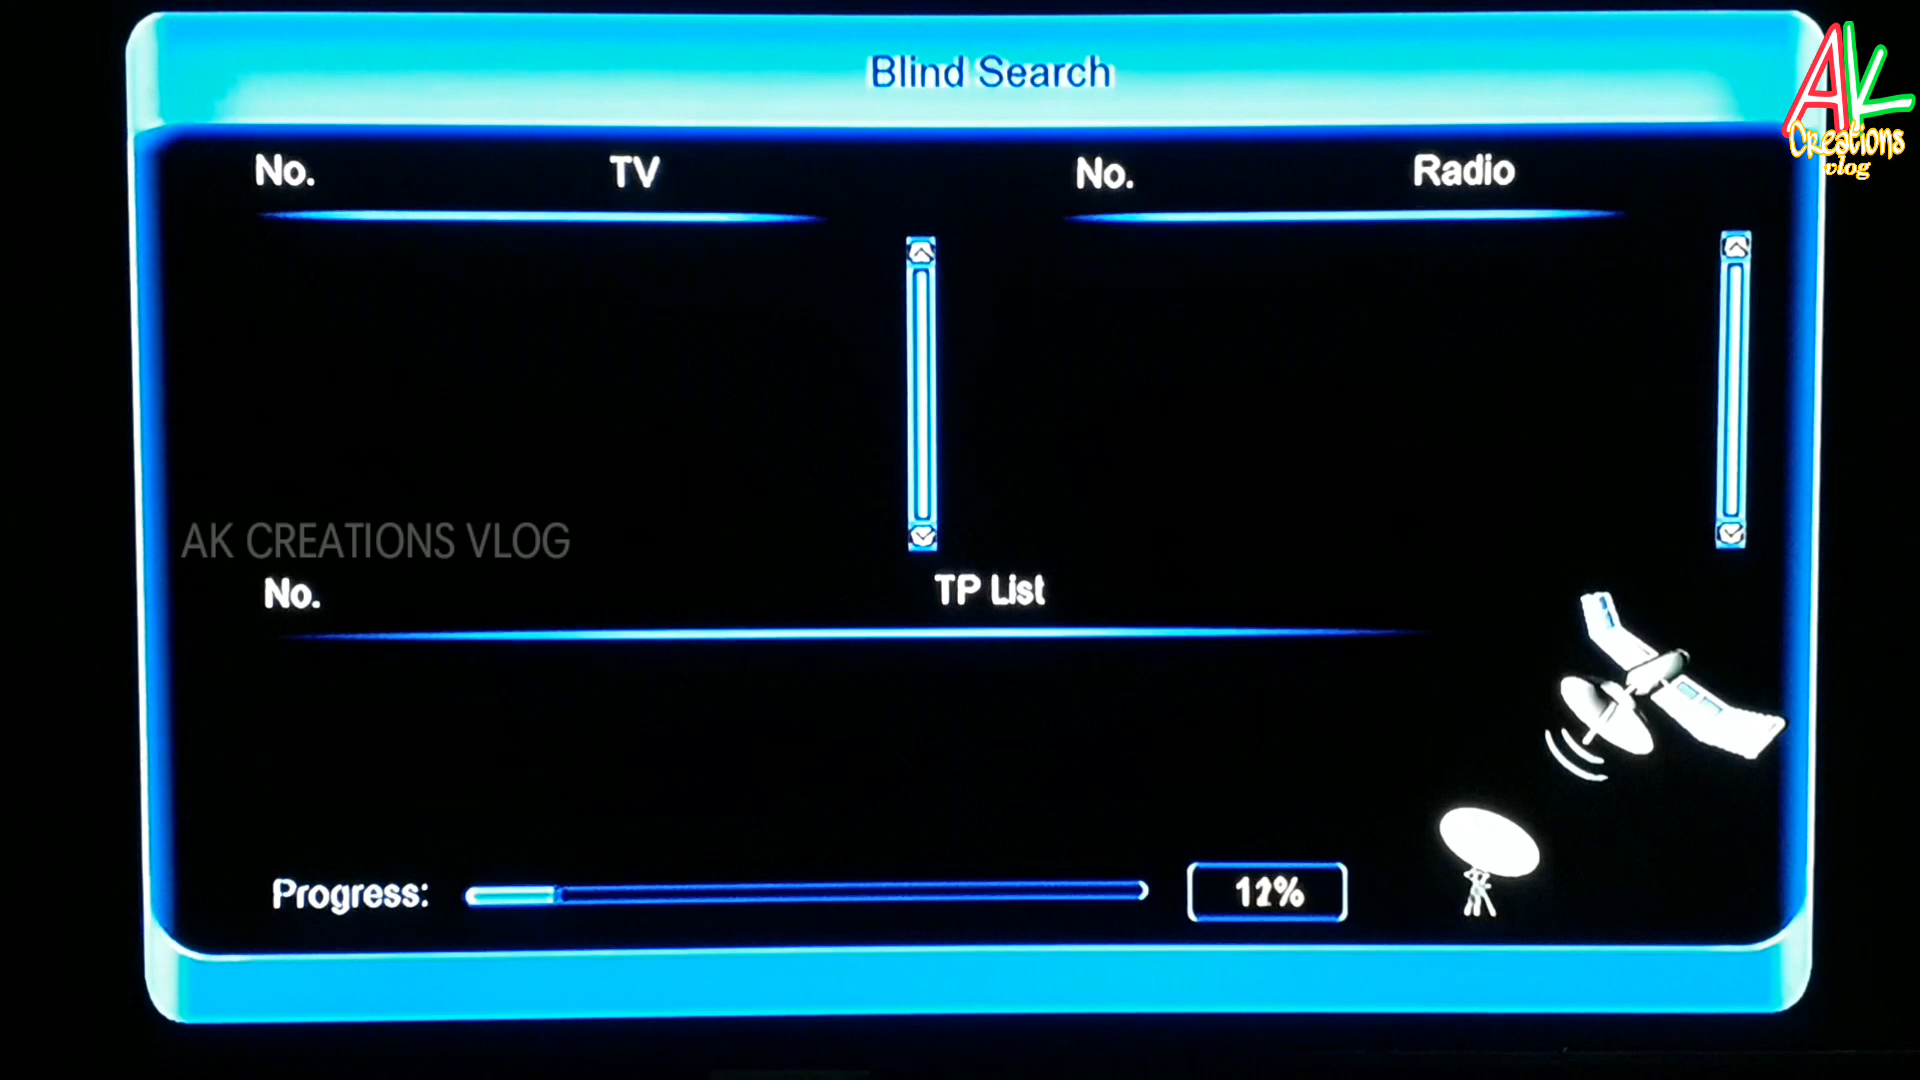 Blind Search
AK
Creations
vlog
No. TV No. Radio
AK CREATIONS VLOG
No. TP List
Progress: 12%